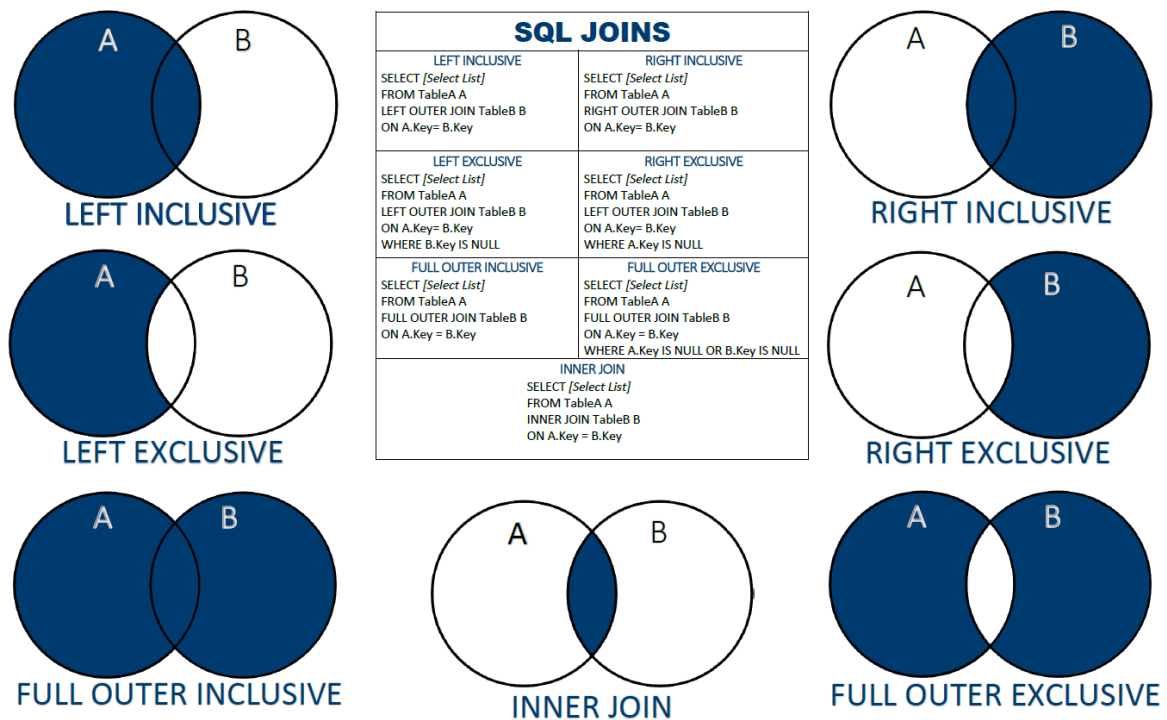 A
B
LEFT INCLUSIVE
SQL JOINS
LEFT INCLUSIVE
SELECT [Select List]
FROM TableA A
LEFT OUTER JOIN TableB B
ON A.Key= B.Key
RIGHT INCLUSIVE
SELECT [Select List]
FROM TableA A
RIGHT OUTER JOIN TableB B
ON A.Key= B.Key
LEFT EXCLUSIVE
SELECT [Select List]
FROM TableA A
LEFT OUTER JOIN TableB B
ON A.Key= B.Key
WHERE B.Key IS NULL
RIGHT EXCLUSIVE
SELECT [Select List]
FROM TableA A
LEFT OUTER JOIN TableB B
ON A.Key= B.Key
WHERE A.Key IS NULL
FULL OUTER INCLUSIVE
SELECT [Select List]
FROM TableA A
FULL OUTER JOIN TableB B
ON A.Key = B.Key
FULL OUTER EXCLUSIVE
SELECT [Select List]
FROM TableA A
FULL OUTER JOIN TableB B
ON A.Key = B.Key
WHERE A.Key IS NULL OR B.Key IS NULL
INNER JOIN
SELECT [Select List]
FROM TableA A
INNER JOIN TableB B
ON A.Key = B.Key
A
B
RIGHT INCLUSIVE
A
B
LEFT EXCLUSIVE
A
B
RIGHT EXCLUSIVE
A
B
FULL OUTER INCLUSIVE
A
B
INNER JOIN
A
B
FULL OUTER EXCLUSIVE